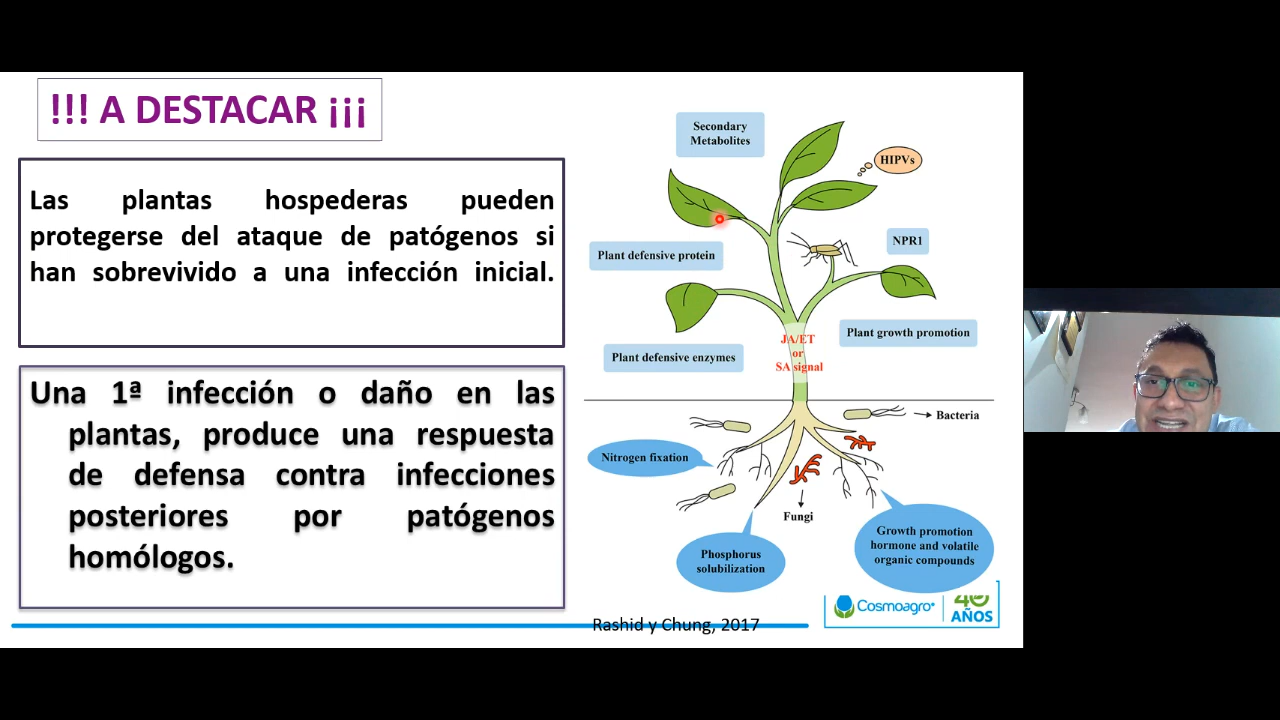 !!! A DESTACAR ¡¡¡
Las plantas hospederas pueden
protegerse del ataque de patógenos si
han sobrevivido a una infección inicial.
Una 1ª infección o daño en las
plantas, produce una respuesta
de defensa contra infecciones
posteriores por patógenos
homólogos.
Secondary
Metabolites
HIPVs
NPR1
Plant defensive protein
Plant growth promotion
JA/ET
or
SA signal
Plant defensive enzymes
Bacteria
Nitrogen fixation
Fungi
Growth promotion
hormone and volatile
organic compounds
Phosphorus
solubilization
Cosmoagro
40
AÑOS
Rashid y Chung, 2017